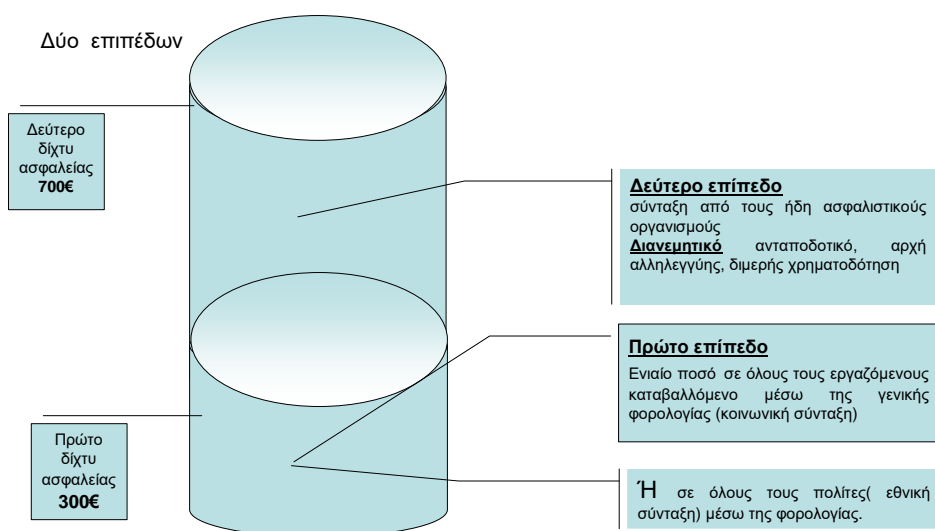 Δύο επιπέδων
Δεύτερο
δίχτυ
ασφαλείας
700€
Δεύτερο επίπεδο
σύνταξη από τους ήδη ασφαλιστικούς
οργανισμούς
Διανεμητικό ανταποδοτικό, αρχή
αλληλεγγύης, διμερής χρηματοδότηση
Πρώτο επίπεδο
Ενιαίο ποσό σε όλους τους εργαζόμενους
καταβαλλόμενο μέσω της γενικής
φορολογίας (κοινωνική σύνταξη)
Πρώτο
δίχτυ
ασφαλείας
300€
Ή σε όλους τους πολίτες( εθνική
σύνταξη) μέσω της φορολογίας.